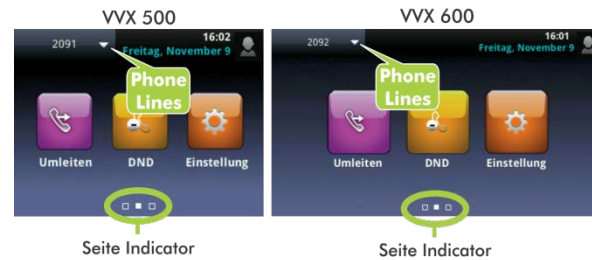 VVX 500
2091
16:02
Freitag, November 9
Phone
Lines
Umleiten DND Einstellung
Seite Indicator
VVX 600
2092
16:01
Freitag, November 9
Phone
Lines
Umleiten DND Einstellung
Seite Indicator